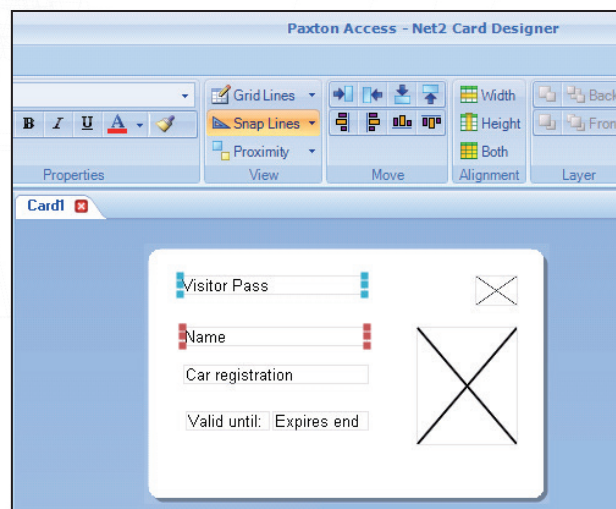 Paxton Access - Net2 Card Designer
Grid Lines
Width
Back
B I U A
Snap Lines
Height
Fron
Proximity
Both
Properties
View
Move
Alignment
Layer
Card1
Visitor Pass
Name
Car registration
Valid until: Expires end